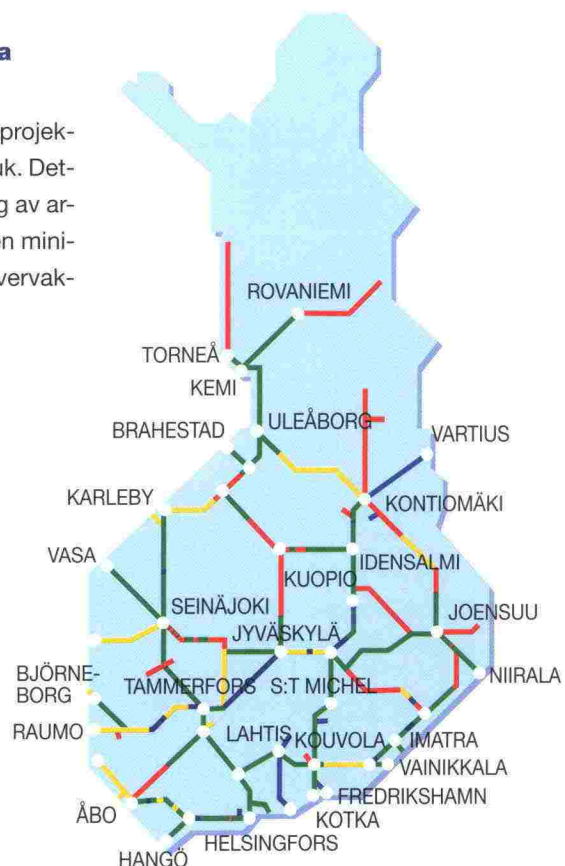 a
projek-
uk. Det-
g av ar-
en mini-
vervak-
ROVANIEMI
TORNEÅ
KEMI
BRAHESTAD
ULEÅBORG
VARTIUS
KARLEBY
KONTIOMÄKI
VASA
IDENSALMI
KUOPIO
SEINÄJOKI
JOENSUU
JYVÄSKYLÄ
BJÖRNE-
BORG
TAMMERFORS
S:T MICHEL
NIIRALA
RAUMO
LAHTIS
KOUVOLA
IMATRA
VAINIKKALA
FREDRIKSHAMN
ÅBO
KOTKA
HELSINGFORS
HANGÖ